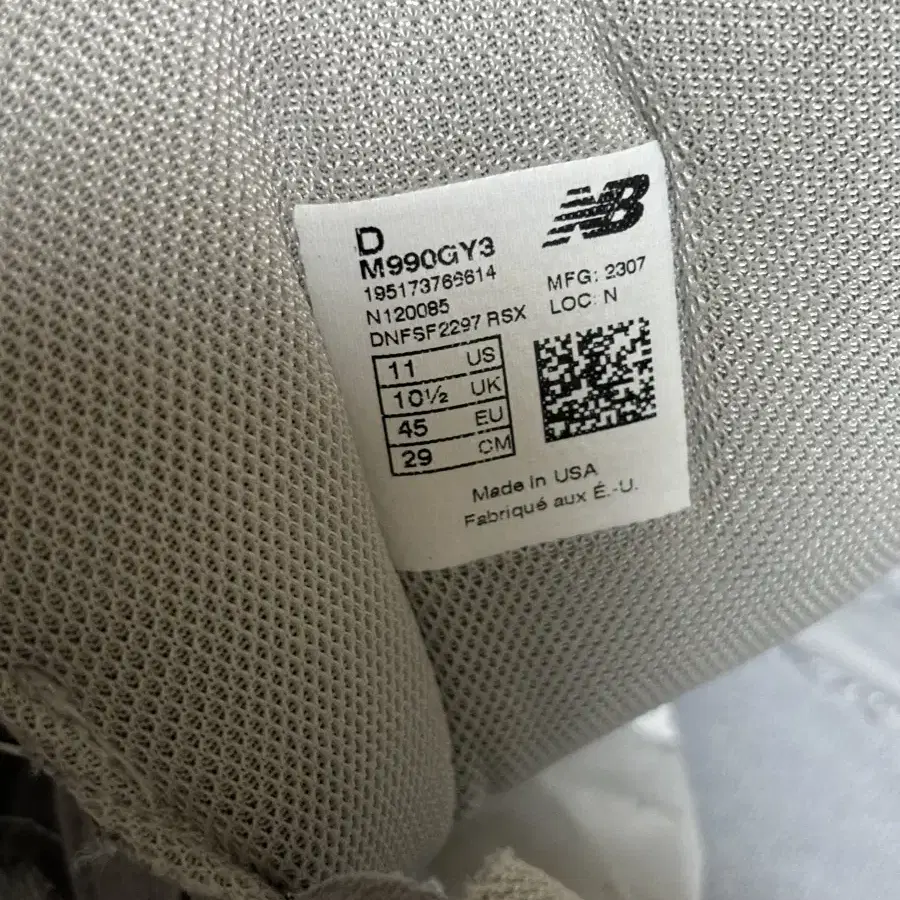 NB
D
M990GY3
195173766614
N120085
DNFSF2297 RSX
MFG: 2307
LOC: N
11 US
10½ UK
45 EU
29 CM
Made in USA
Fabriqué aux É.-U.